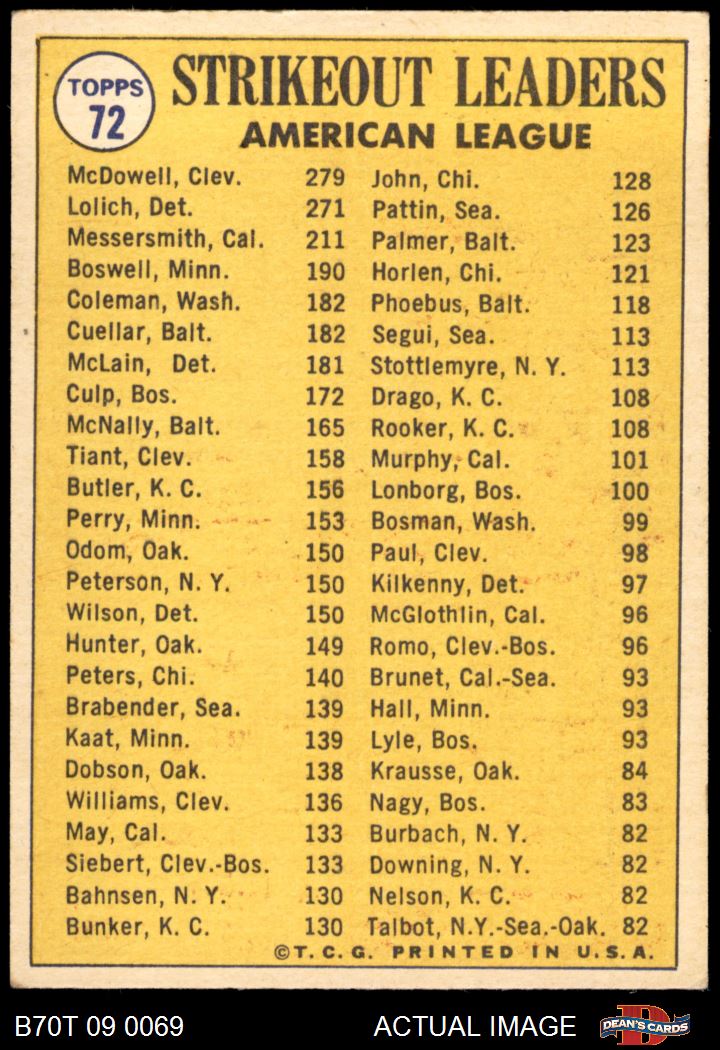 TOPPS
72
STRIKEOUT LEADERS
AMERICAN LEAGUE
McDowell, Clev. 279
Lolich, Det. 271
Messersmith, Cal. 211
Boswell, Minn. 190
Coleman, Wash. 182
Cuellar, Balt. 182
McLain, Det. 181
Culp, Bos. 172
McNally, Balt. 165
Tiant, Clev. 158
Butler, K. C. 156
Perry, Minn. 153
Odom, Oak. 150
Peterson, N. Y. 150
Wilson, Det. 150
Hunter, Oak. 149
Peters, Chi. 140
Brabender, Sea. 139
Kaat, Minn. 139
Dobson, Oak. 138
Williams, Clev. 136
May, Cal. 133
Siebert, Clev.-Bos. 133
Bahnsen, N. Y. 130
Bunker, K. C. 130
John, Chi. 128
Pattin, Sea. 126
Palmer, Balt. 123
Horlen, Chi. 121
Phoebus, Balt. 118
Segui, Sea. 113
Stottlemyre, N. Y. 113
Drago, K. C. 108
Rooker, K. C. 108
Murphy, Cal. 101
Lonborg, Bos. 100
Bosman, Wash. 99
Paul, Clev. 98
Kilkenny, Det. 97
McGlothlin, Cal. 96
Romo, Clev.-Bos. 96
Brunet, Cal.-Sea. 93
Hall, Minn. 93
Lyle, Bos. 93
Krausse, Oak. 84
Nagy, Bos. 83
Burbach, N. Y. 82
Downing, N. Y. 82
Nelson, K. C. 82
Talbot, N.Y.-Sea.-Oak. 82
©T. C. G. PRINTED IN U. S. A.
B70T 09 0069
ACTUAL IMAGE
D
DEAN'S CARDS